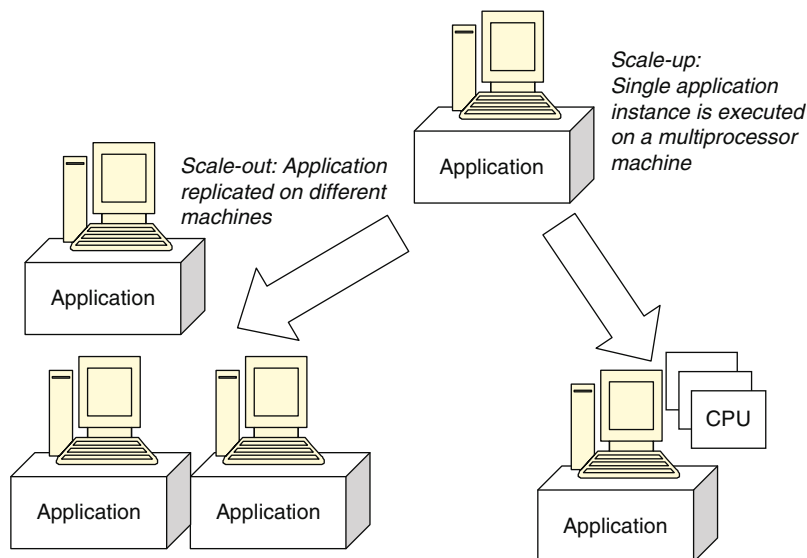 Scale-up:
Single application
instance is executed
on a multiprocessor
machine
Application
Scale-out: Application
replicated on different
machines
Application
Application
Application
CPU
Application